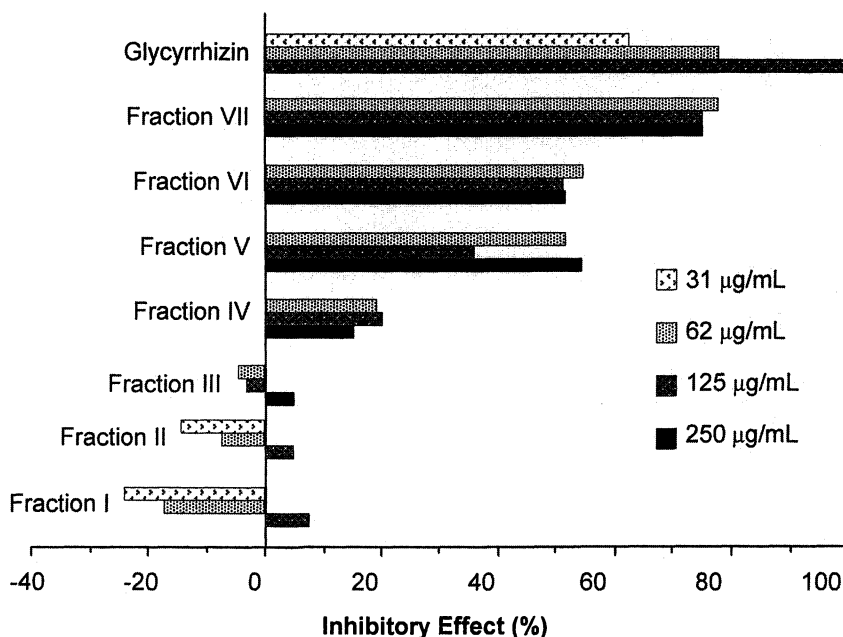 Glycyrrhizin
Fraction VII
Fraction VI
Fraction V
Fraction IV
Fraction III
Fraction II
Fraction I
31 μg/mL
62 μg/mL
125 μg/mL
250 μg/mL
-40 -20 0 20 40 60 80 100
Inhibitory Effect (%)